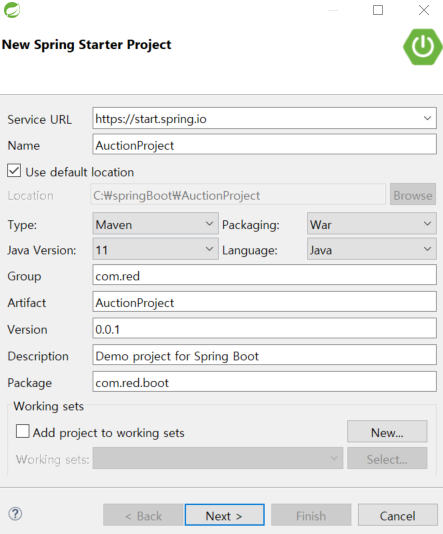 New Spring Starter Project
Service URL https://start.spring.io
Name AuctionProject
Use default location
Location C:₩springBoot₩AuctionProject Browse
Type: Maven Packaging: War
Java Version: 11 Language: Java
Group com.red
Artifact AuctionProject
Version 0.0.1
Description Demo project for Spring Boot
Package com.red.boot
Working sets
Add project to working sets New...
Working sets: Select...
? < Back Next > Finish Cancel